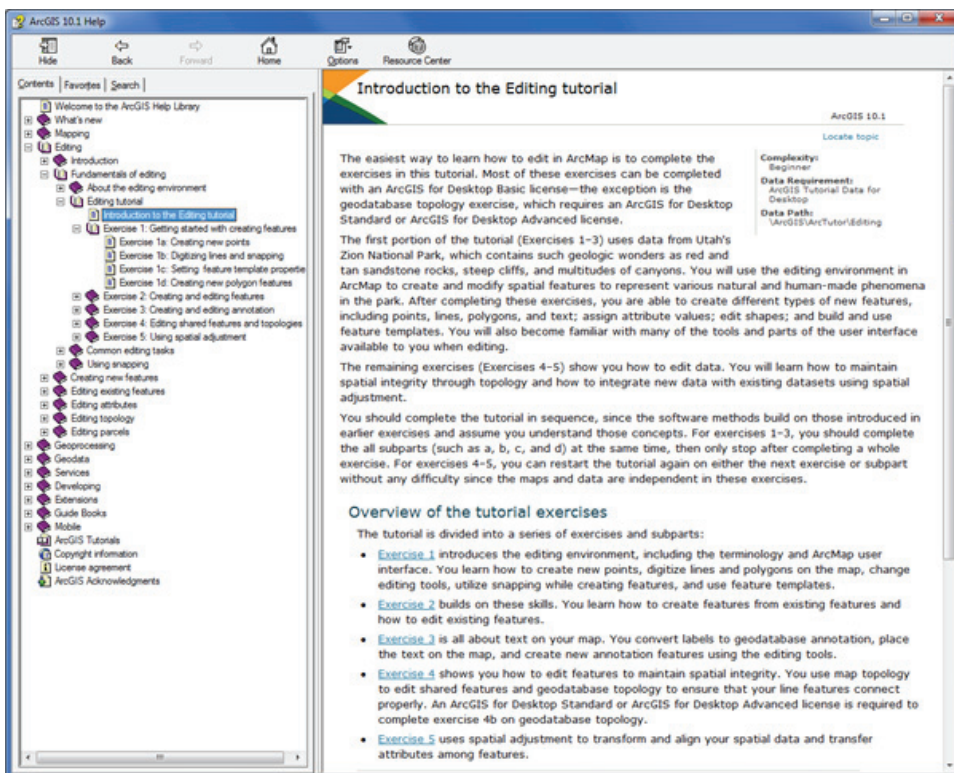 ArcGIS 10.1 Help
Hide Back Forward Home Options Resource Center
Contents Favorites Search
Welcome to the ArcGIS Help Library
What's new
Mapping
Editing
Introduction
Fundamentals of editing
About the editing environment
Editing tutorial
Introduction to the Editing tutorial
Exercise 1: Getting started with creating features
Exercise 1a: Creating new points
Exercise 1b: Digitizing lines and snapping
Exercise 1c: Setting feature template propertie
Exercise 1d: Creating new polygon features
Exercise 2: Creating and editing features
Exercise 3: Creating and editing annotation
Exercise 4: Editing shared features and topologies
Exercise 5: Using spatial adjustment
Common editing tasks
Using snapping
Creating new features
Editing existing features
Editing attributes
Editing topology
Editing parcels
Geoprocessing
Geodata
Services
Developing
Extensions
Guide Books
Mobile
ArcGIS Tutorials
Copyright information
License agreement
ArcGIS Acknowledgments
Introduction to the Editing tutorial
ArcGIS 10.1
Locate topic
Complexity:
Beginner
Data Requirement:
ArcGIS Tutorial Data for
Desktop
Data Path:
\ArcGIS\ArcTutor\Editing
The easiest way to learn how to edit in ArcMap is to complete the
exercises in this tutorial. Most of these exercises can be completed
with an ArcGIS for Desktop Basic license—the exception is the
geodatabase topology exercise, which requires an ArcGIS for Desktop
Standard or ArcGIS for Desktop Advanced license.
The first portion of the tutorial (Exercises 1–3) uses data from Utah's
Zion National Park, which contains such geologic wonders as red and
tan sandstone rocks, steep cliffs, and multitudes of canyons. You will use the editing environment in
ArcMap to create and modify spatial features to represent various natural and human-made phenomena
in the park. After completing these exercises, you are able to create different types of new features,
including points, lines, polygons, and text; assign attribute values; edit shapes; and build and use
feature templates. You will also become familiar with many of the tools and parts of the user interface
available to you when editing.
The remaining exercises (Exercises 4–5) show you how to edit data. You will learn how to maintain
spatial integrity through topology and how to integrate new data with existing datasets using spatial
adjustment.
You should complete the tutorial in sequence, since the software methods build on those introduced in
earlier exercises and assume you understand those concepts. For exercises 1–3, you should complete
the all subparts (such as a, b, c, and d) at the same time, then only stop after completing a whole
exercise. For exercises 4–5, you can restart the tutorial again on either the next exercise or subpart
without any difficulty since the maps and data are independent in these exercises.
Overview of the tutorial exercises
The tutorial is divided into a series of exercises and subparts:
• Exercise 1 introduces the editing environment, including the terminology and ArcMap user
interface. You learn how to create new points, digitize lines and polygons on the map, change
editing tools, utilize snapping while creating features, and use feature templates.
• Exercise 2 builds on these skills. You learn how to create features from existing features and
how to edit existing features.
• Exercise 3 is all about text on your map. You convert labels to geodatabase annotation, place
the text on the map, and create new annotation features using the editing tools.
• Exercise 4 shows you how to edit features to maintain spatial integrity. You use map topology
to edit shared features and geodatabase topology to ensure that your line features connect
properly. An ArcGIS for Desktop Standard or ArcGIS for Desktop Advanced license is required to
complete exercise 4b on geodatabase topology.
• Exercise 5 uses spatial adjustment to transform and align your spatial data and transfer
attributes among features.